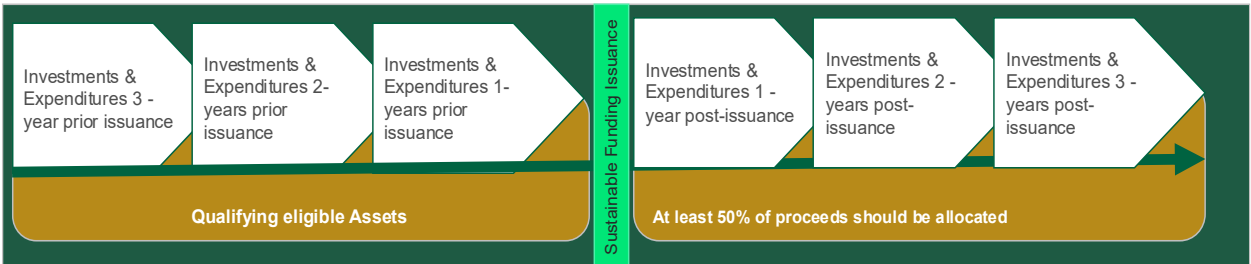 Investments &
Expenditures 3 -
year prior issuance
Investments &
Expenditures 2-
years prior
issuance
Investments &
Expenditures 1-
years prior
issuance
Qualifying eligible Assets
Sustainable Funding Issuance
Investments &
Expenditures 1 -
year post-issuance
Investments &
Expenditures 2 -
years post-
issuance
Investments &
Expenditures 3 -
years post-
issuance
At least 50% of proceeds should be allocated